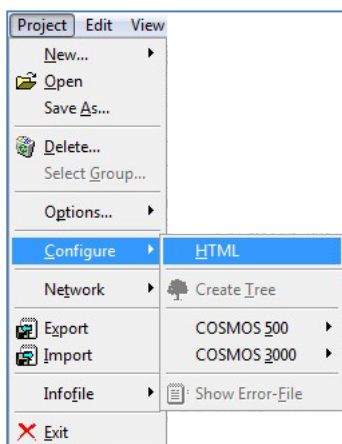 Project Edit View
New...
Open
Save As...
Delete...
Select Group...
Options...
Configure
HTML
Network
Create Tree
Export
COSMOS 500
Import
COSMOS 3000
Infofile
Show Error-File
Exit